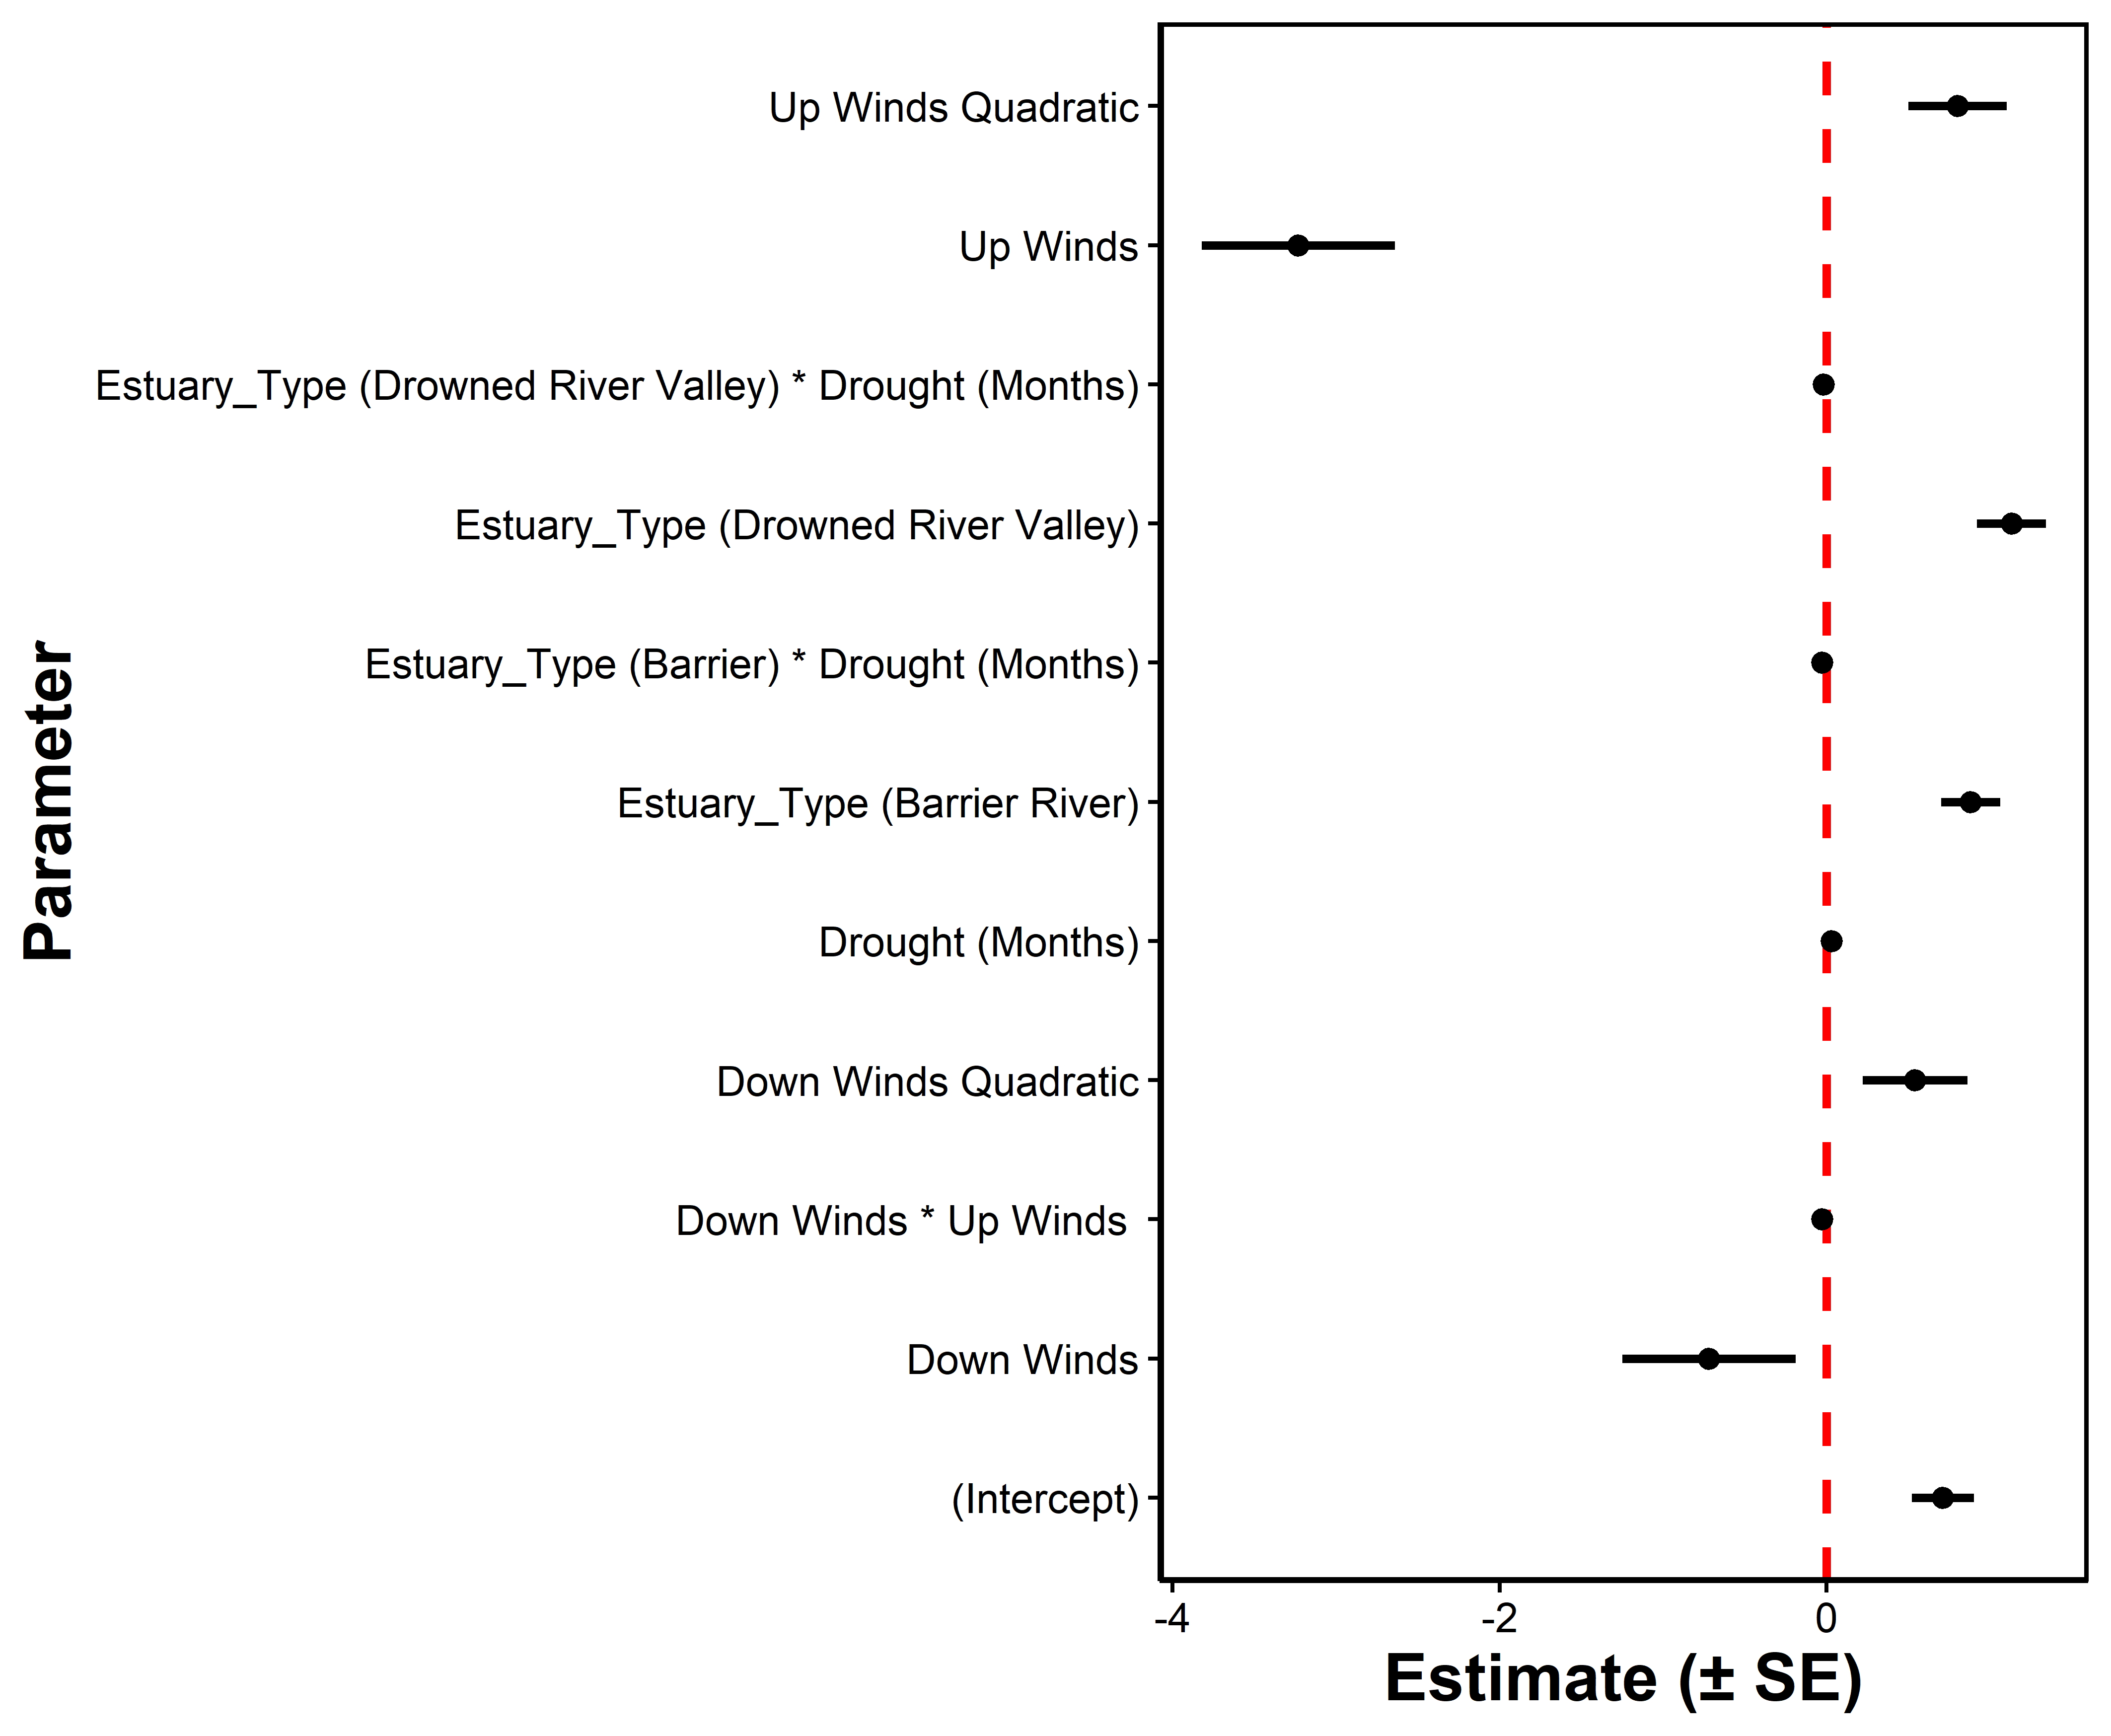 Up Winds Quadratic
Up Winds
Estuary_Type (Drowned River Valley) * Drought (Months)
Estuary_Type (Drowned River Valley)
Estuary_Type (Barrier) * Drought (Months)
Estuary_Type (Barrier River)
Drought (Months)
Down Winds Quadratic
Down Winds * Up Winds
Down Winds
(Intercept)
Parameter
-4 -2 0
Estimate (± SE)